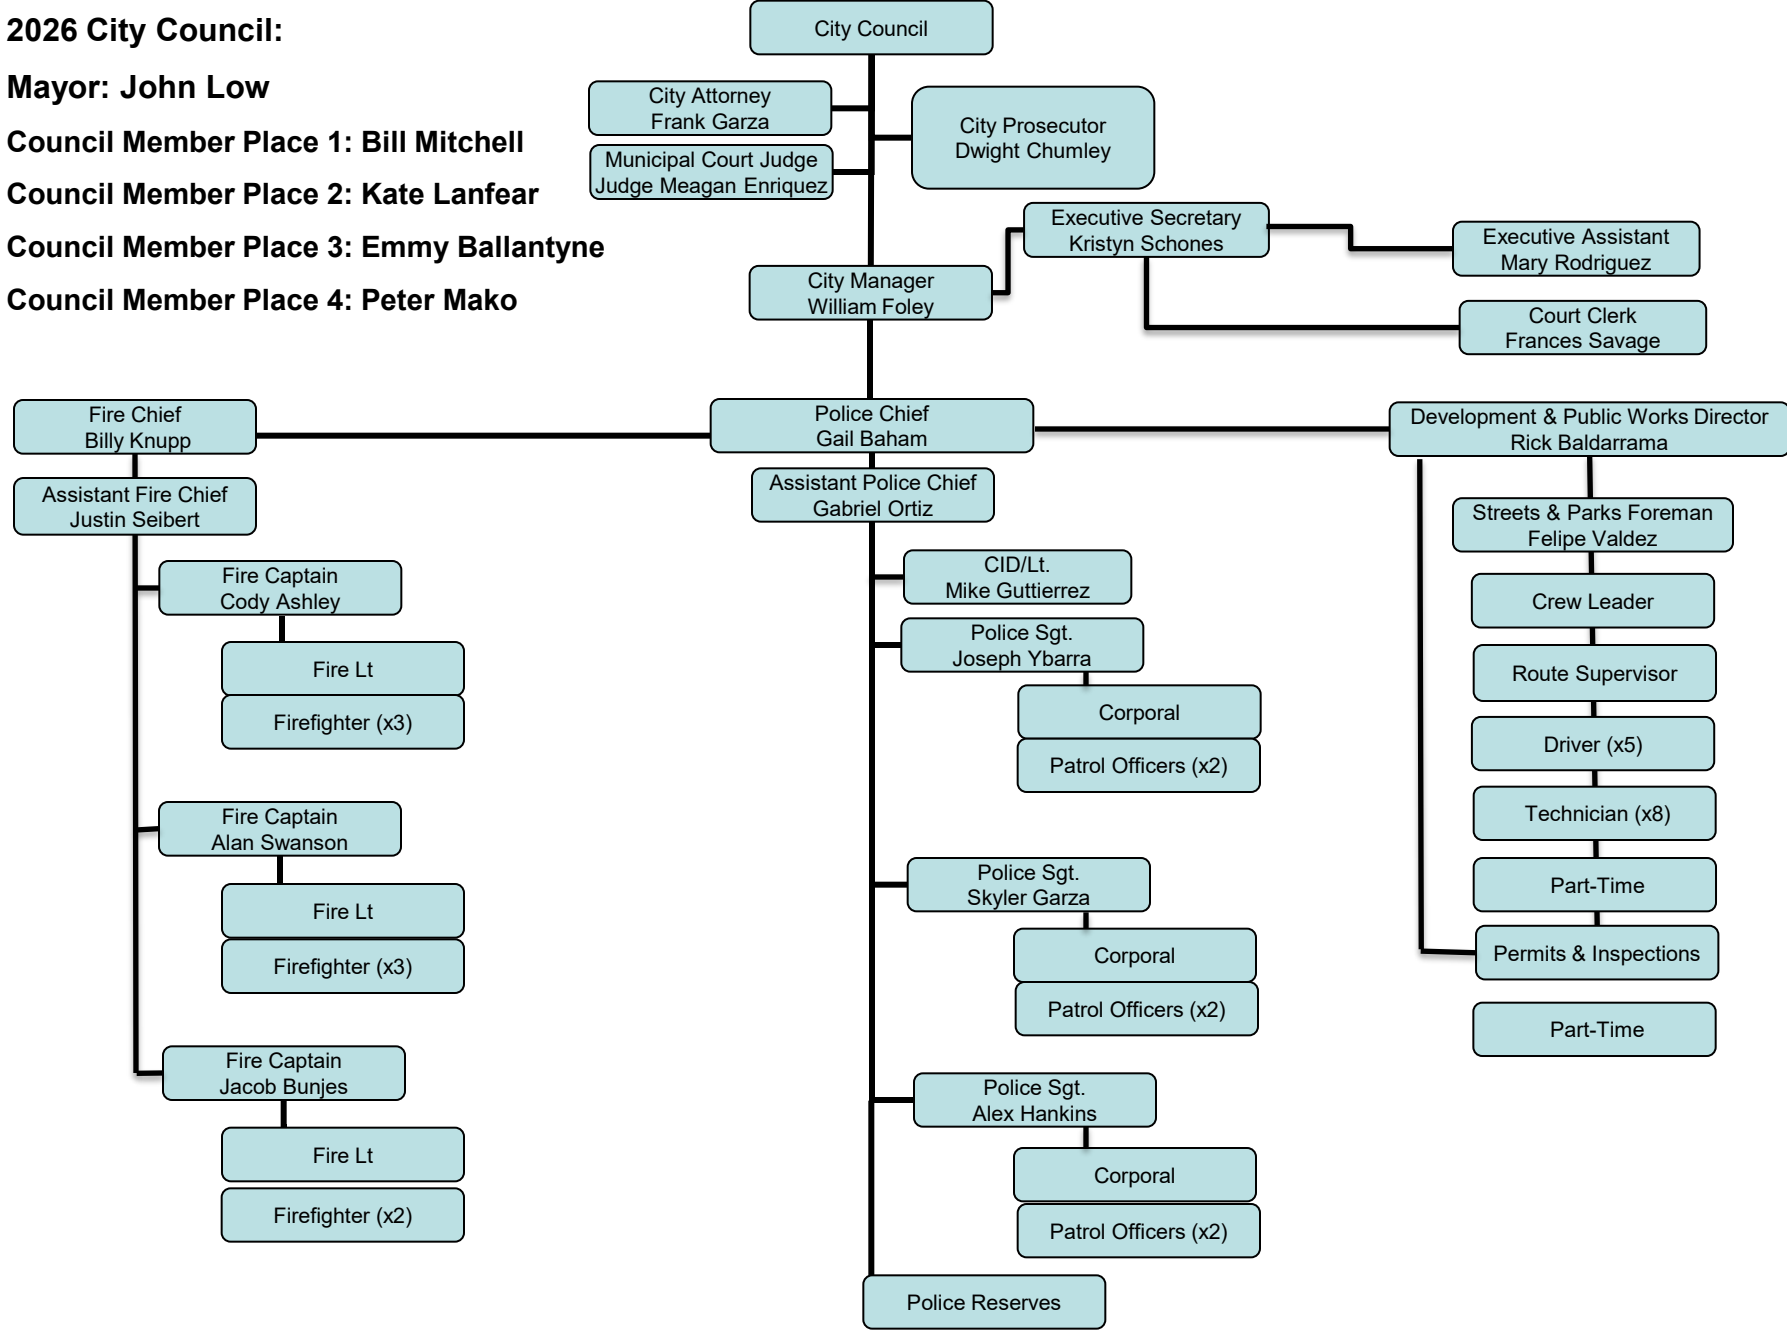 2026 City Council:
Mayor: John Low
Council Member Place 1: Bill Mitchell
Council Member Place 2: Kate Lanfear
Council Member Place 3: Emmy Ballantyne
Council Member Place 4: Peter Mako
City Council
City Attorney
Frank Garza
Municipal Court Judge
Judge Meagan Enriquez
City Prosecutor
Dwight Chumley
Executive Secretary
Kristyn Schones
Executive Assistant
Mary Rodriguez
City Manager
William Foley
Court Clerk
Frances Savage
Fire Chief
Billy Knupp
Assistant Fire Chief
Justin Seibert
Fire Captain
Cody Ashley
Fire Lt
Firefighter (x3)
Fire Captain
Alan Swanson
Fire Lt
Firefighter (x3)
Fire Captain
Jacob Bunjes
Fire Lt
Firefighter (x2)
Police Chief
Gail Baham
Assistant Police Chief
Gabriel Ortiz
CID/Lt.
Mike Guttierrez
Police Sgt.
Joseph Ybarra
Corporal
Patrol Officers (x2)
Police Sgt.
Skyler Garza
Corporal
Patrol Officers (x2)
Police Sgt.
Alex Hankins
Corporal
Patrol Officers (x2)
Police Reserves
Development & Public Works Director
Rick Baldarrama
Streets & Parks Foreman
Felipe Valdez
Crew Leader
Route Supervisor
Driver (x5)
Technician (x8)
Part-Time
Permits & Inspections
Part-Time